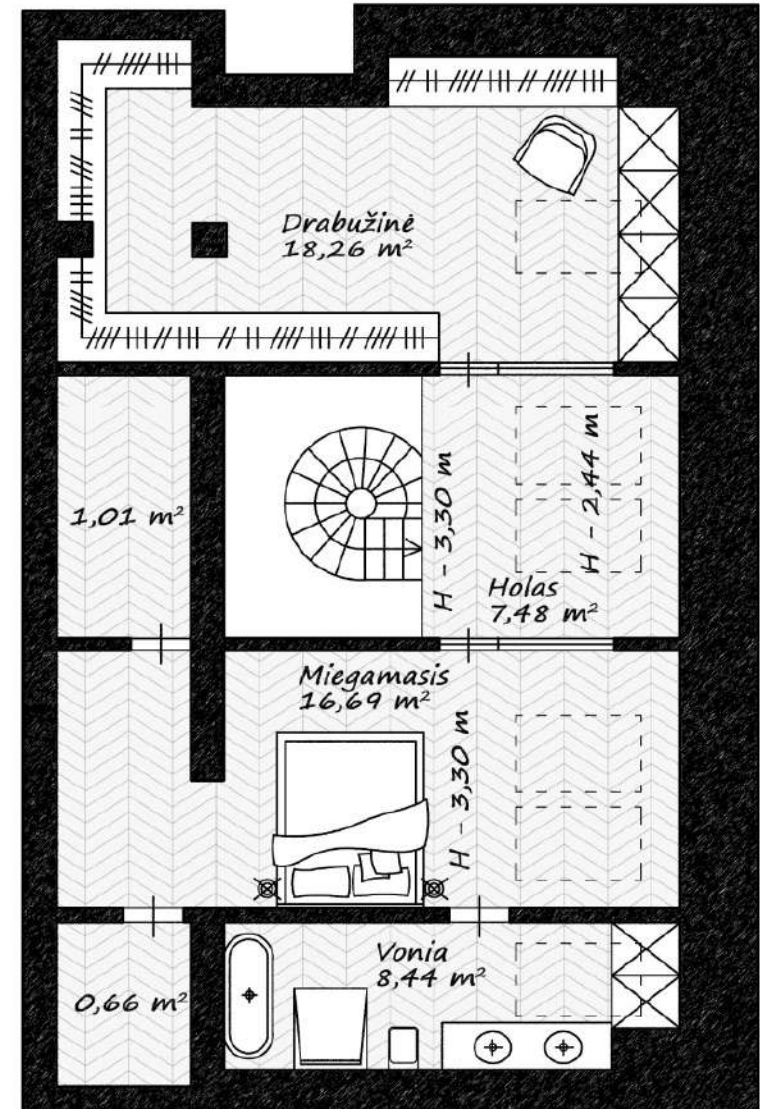 Drabužinė
18,26 m²
1,01 m²
H - 3,30 m
H - 2,44 m
Holas
7,48 m²
Miegamasis
16,69 m²
H - 3,30 m
Vonia
8,44 m²
0,66 m²